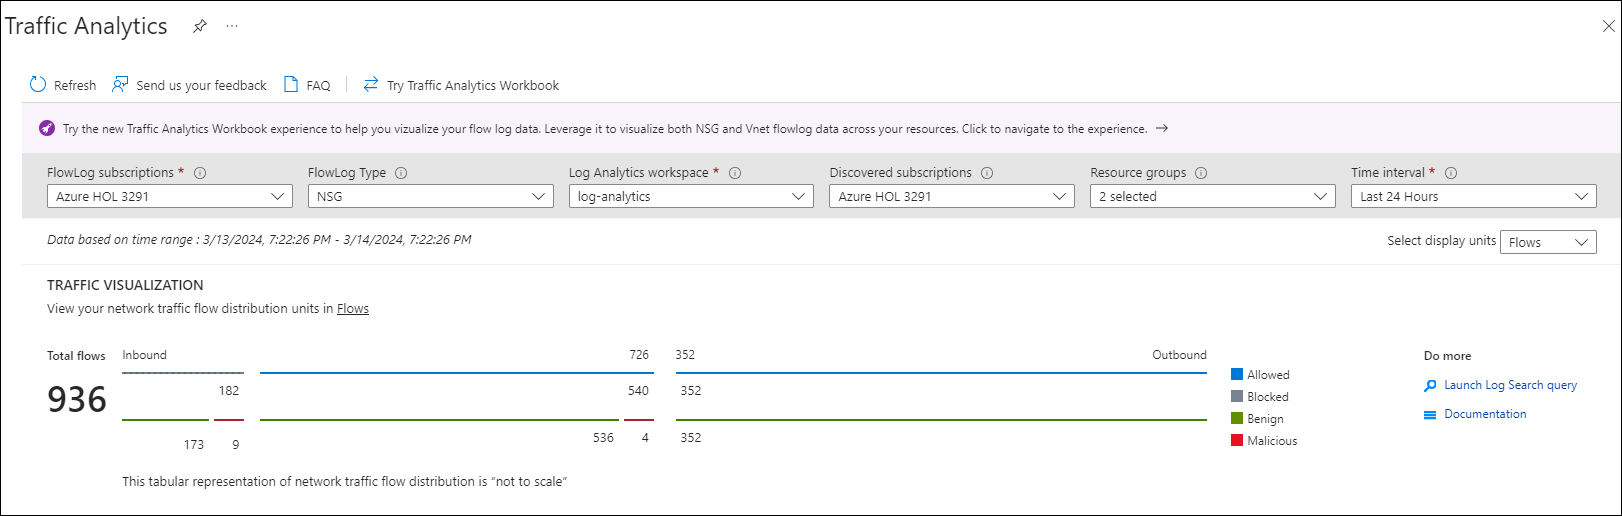 Traffic Analytics
Refresh Send us your feedback FAQ Try Traffic Analytics Workbook
Try the new Traffic Analytics Workbook experience to help you vizualize your flow log data. Leverage it to visualize both NSG and Vnet flowlog data across your resources. Click to navigate to the experience. →
FlowLog subscriptions * FlowLog Type Log Analytics workspace * Discovered subscriptions Resource groups Time interval *
Azure HOL 3291 NSG log-analytics Azure HOL 3291 2 selected Last 24 Hours
Data based on time range : 3/13/2024, 7:22:26 PM - 3/14/2024, 7:22:26 PM Select display units Flows
TRAFFIC VISUALIZATION
View your network traffic flow distribution units in Flows
Total flows Inbound 726 352 Outbound Do more
Allowed
936 182 540 352 Launch Log Search query
Blocked
Benign Documentation
173 9 536 4 352 Malicious
This tabular representation of network traffic flow distribution is “not to scale”